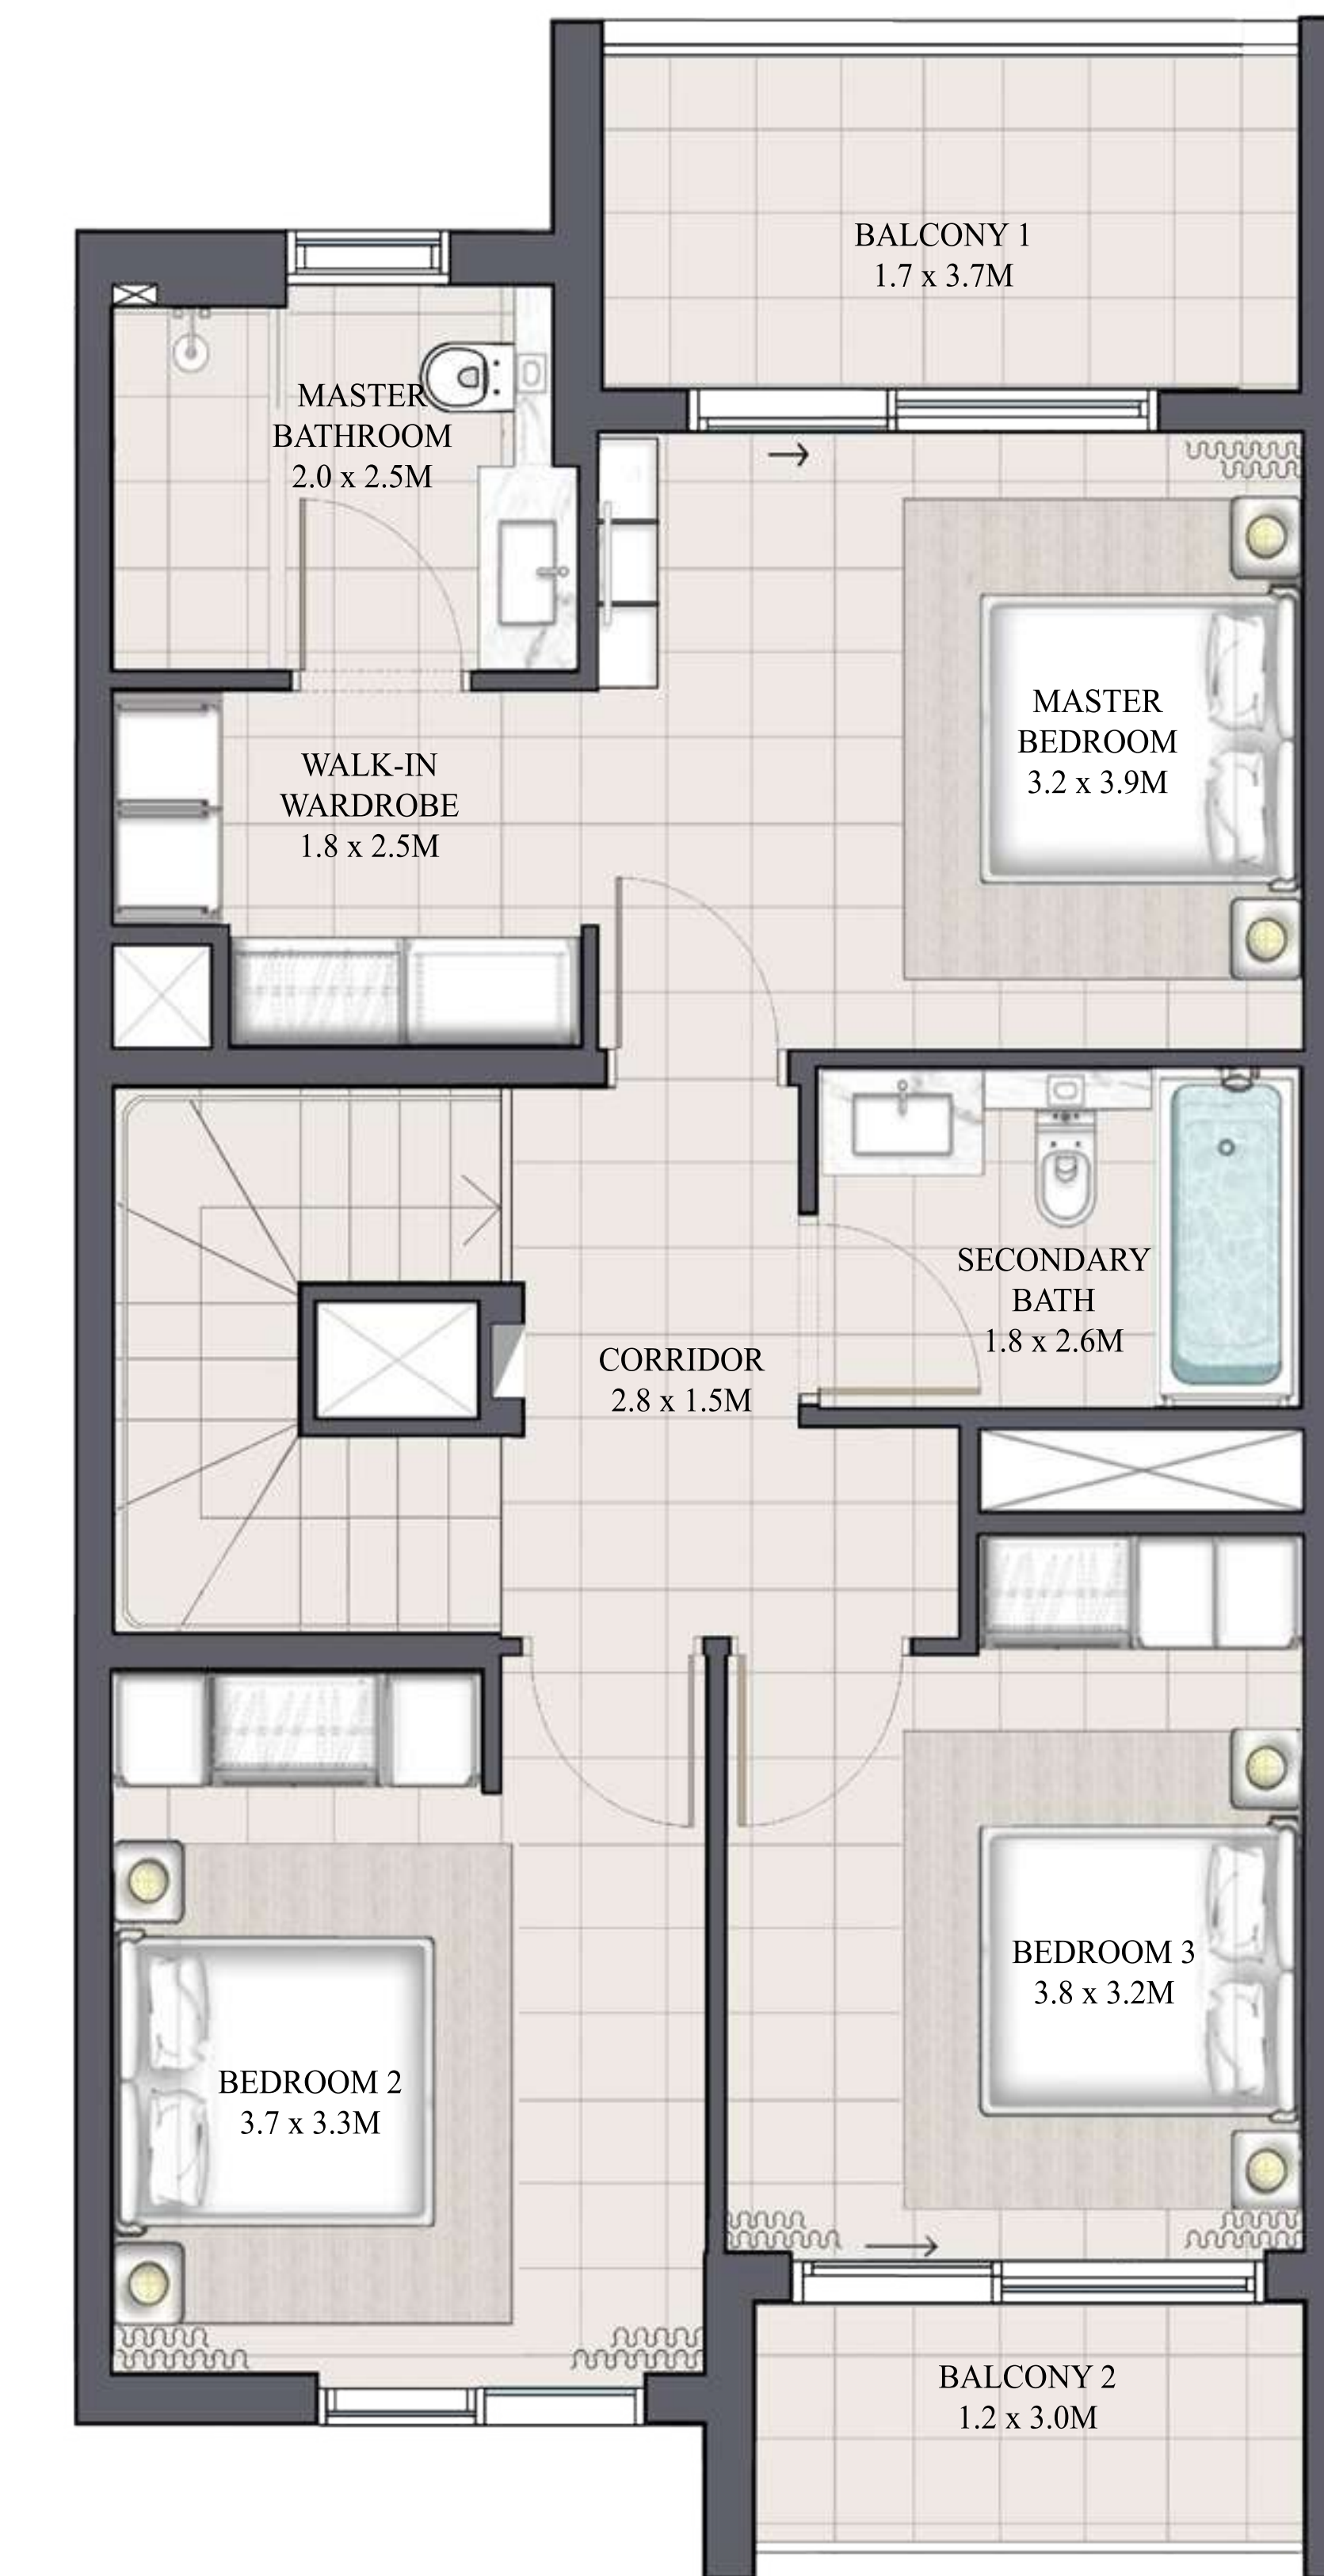 BALCONY 1
1.7 x 3.7M
MASTER
BATHROOM
2.0 x 2.5M
MASTER
BEDROOM
3.2 x 3.9M
WALK-IN
WARDROBE
1.8 x 2.5M
SECONDARY
BATH
1.8 x 2.6M
CORRIDOR
2.8 x 1.5M
BEDROOM 3
3.8 x 3.2M
BEDROOM 2
3.7 x 3.3M
BALCONY 2
1.2 x 3.0M